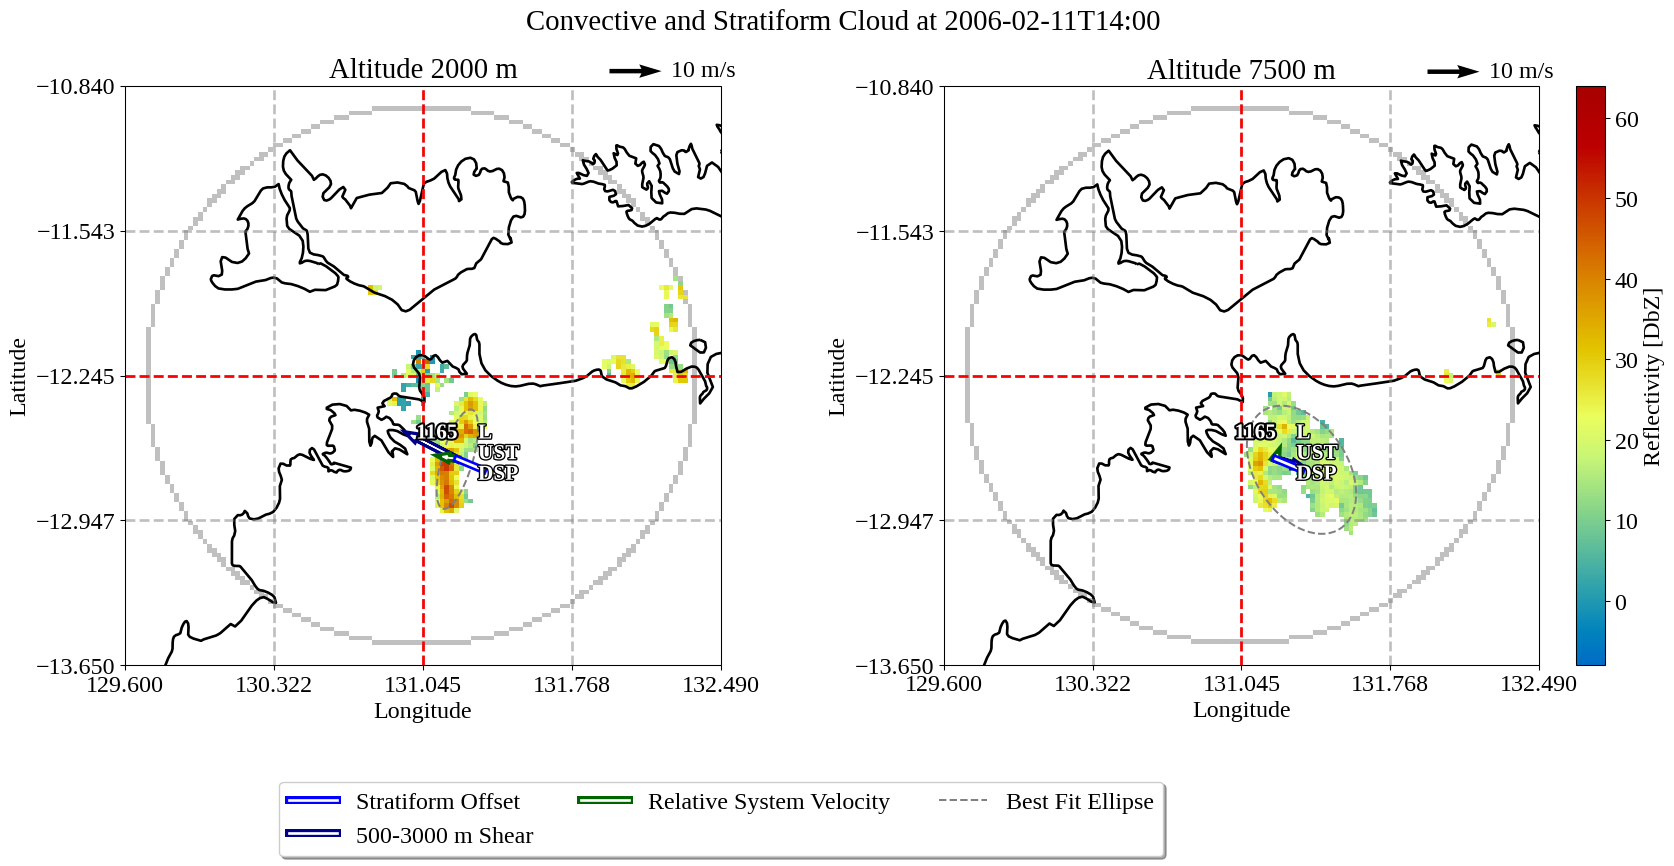 Convective and Stratiform Cloud at 2006-02-11T14:00
Altitude 2000 m
10 m/s
−10.840
−11.543
−12.245
−12.947
−13.650
129.600
130.322
131.045
131.768
132.490
Latitude
Longitude
1165
L
UST
DSP
Altitude 7500 m
10 m/s
−10.840
−11.543
−12.245
−12.947
−13.650
129.600
130.322
131.045
131.768
132.490
Latitude
Longitude
1165
L
UST
DSP
60
50
40
30
20
10
0
Reflectivity [DbZ]
Stratiform Offset
500-3000 m Shear
Relative System Velocity
Best Fit Ellipse